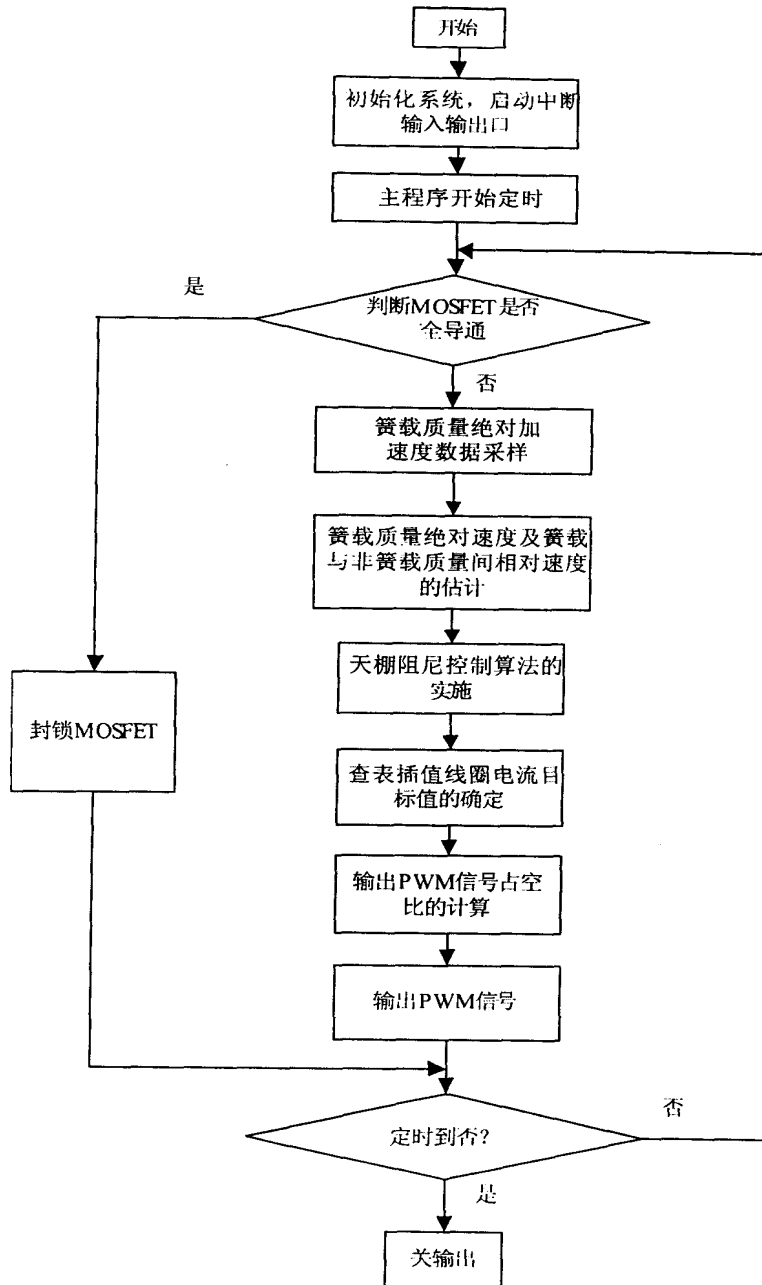 开始
初始化系统，启动中断
输入输出口
主程序开始定时
是
判断MOSFET是否
全导通
否
簧载质量绝对加
速度数据采样
簧载质量绝对速度及簧载
与非簧载质量间相对速度
的估计
天棚阻尼控制算法的
实施
封锁MOSFET
查表插值线圈电流目
标值的确定
输出PWM信号占空
比的计算
输出PWM信号
定时到否?
否
是
关输出